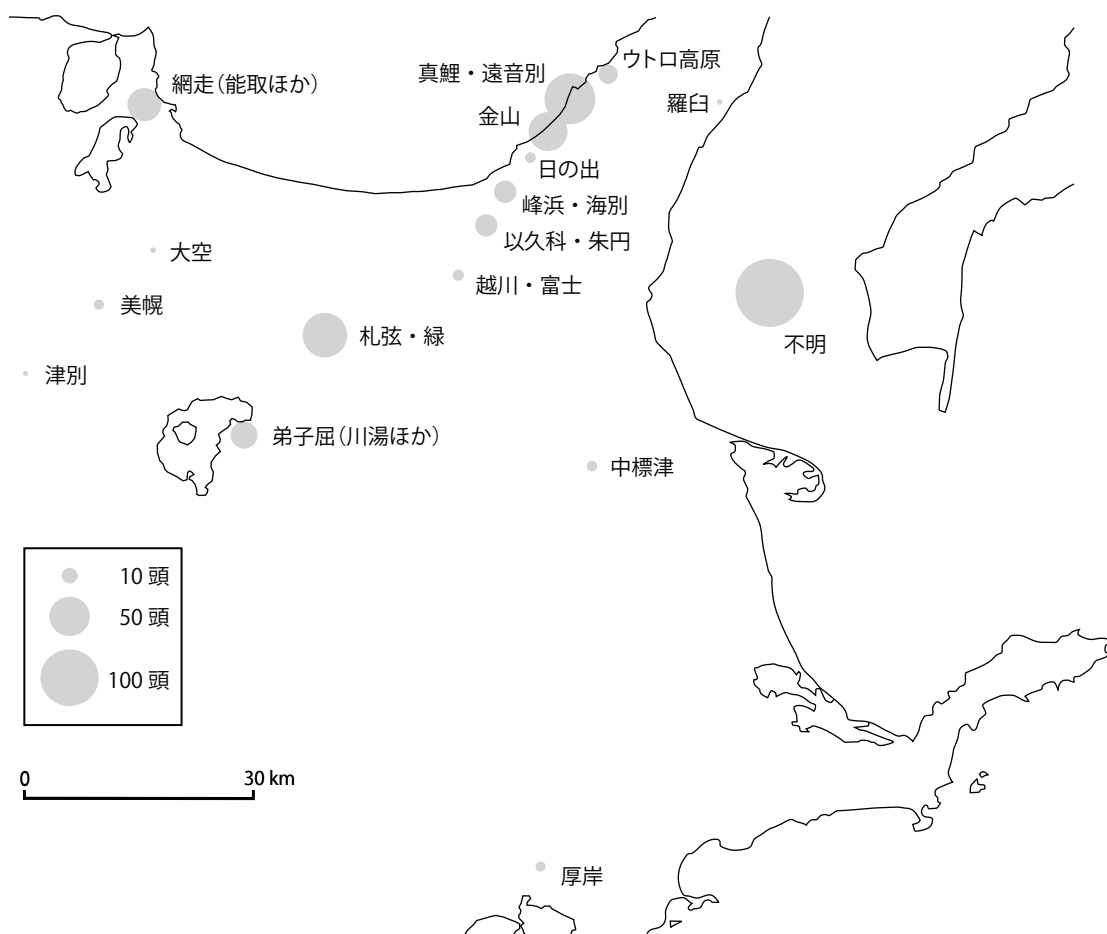 ウトロ高原
真鯉・遠音別
網走（能取ほか）
羅臼
金山
日の出
峰浜・海別
以久科・朱円
大空
越川・富士
美幌
札弦・緑
不明
津別
弟子屈（川湯ほか）
中標津
10 頭
50 頭
100 頭
0 30 km
厚岸